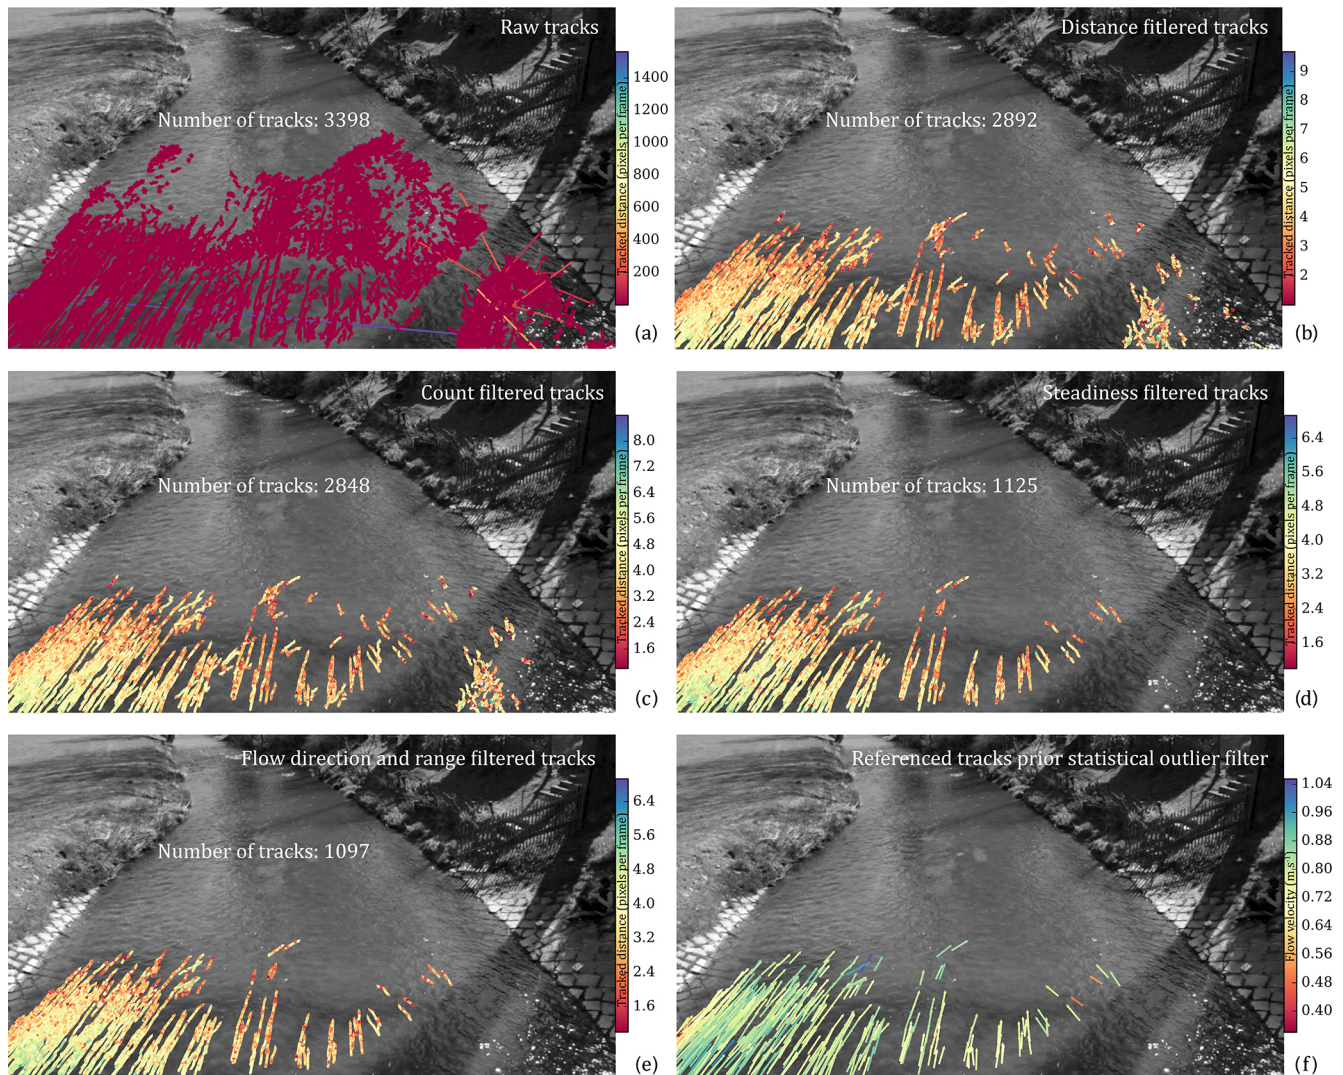 Raw tracks
Number of tracks: 3398
1400
1200
1000
800
600
400
200
Tracked distance (pixels per frame)
(a)
Distance fitlered tracks
Number of tracks: 2892
9
8
7
6
5
4
3
2
Tracked distance (pixels per frame)
(b)
Count filtered tracks
Number of tracks: 2848
8.0
7.2
6.4
5.6
4.8
4.0
3.2
2.4
1.6
Tracked distance (pixels per frame)
(c)
Steadiness filtered tracks
Number of tracks: 1125
6.4
5.6
4.8
4.0
3.2
2.4
1.6
Tracked distance (pixels per frame)
(d)
Flow direction and range filtered tracks
Number of tracks: 1097
6.4
5.6
4.8
4.0
3.2
2.4
1.6
Tracked distance (pixels per frame)
(e)
Referenced tracks prior statistical outlier filter
1.04
0.96
0.88
0.80
0.72
0.64
0.56
0.48
0.40
Flow velocity (m s⁻¹)
(f)